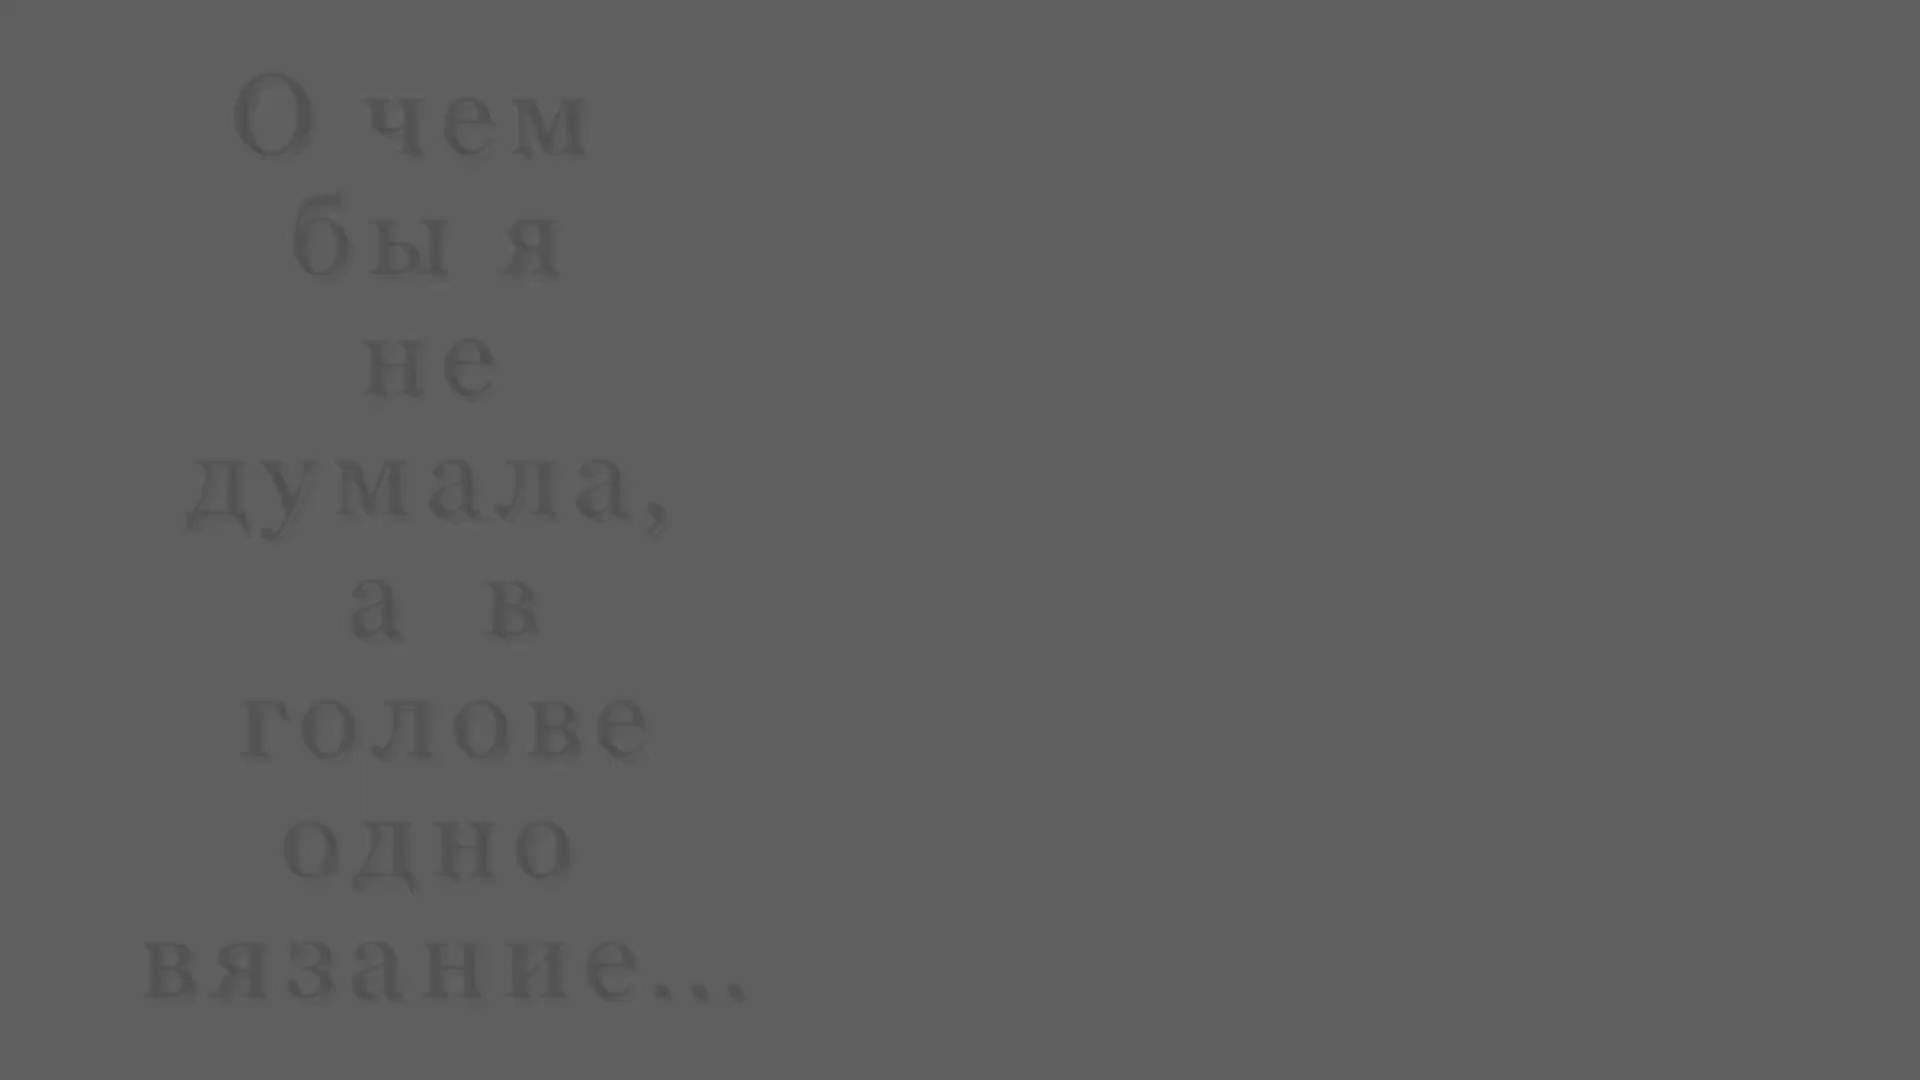 О чем
бы я
не
думала,
а в
голове
одно
вязание...